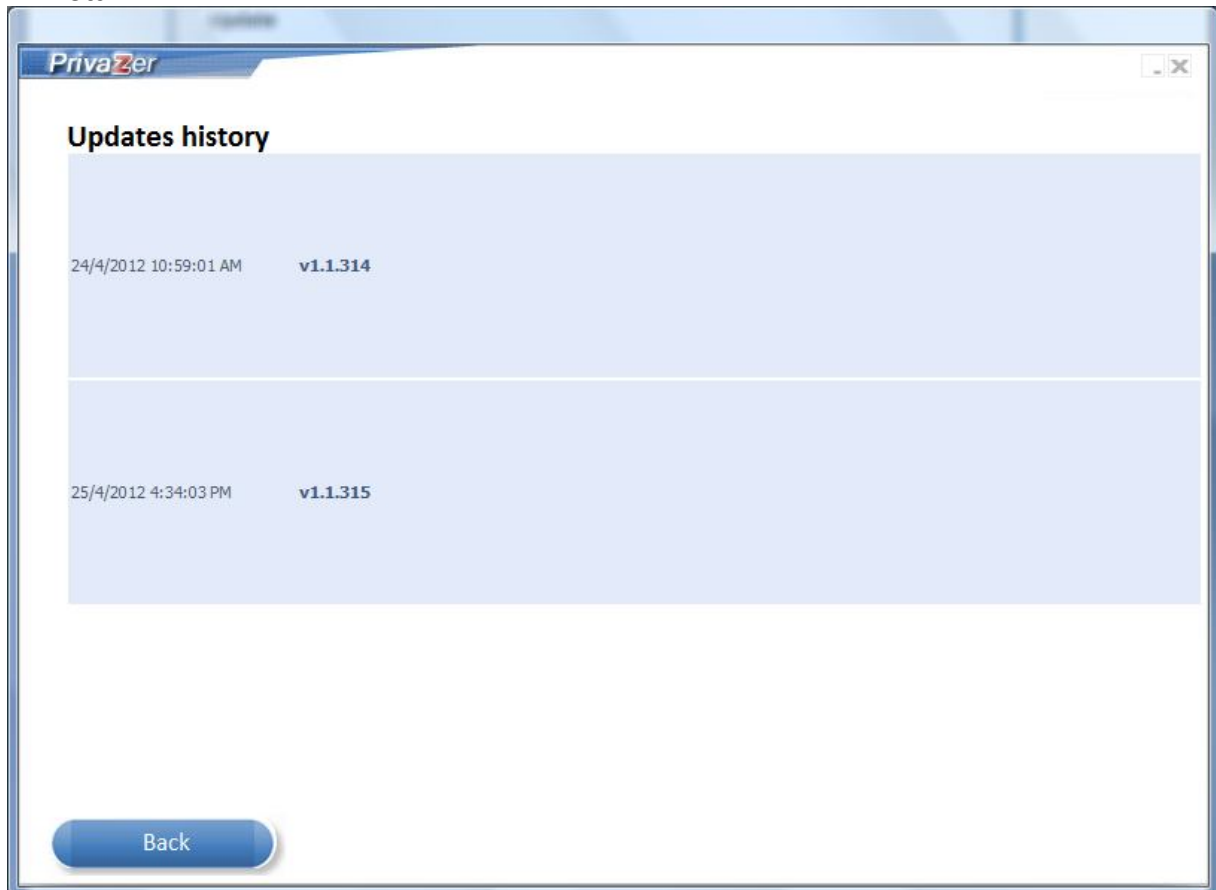 PrivaZer
Updates history
24/4/2012 10:59:01 AM v1.1.314
25/4/2012 4:34:03 PM v1.1.315
Back